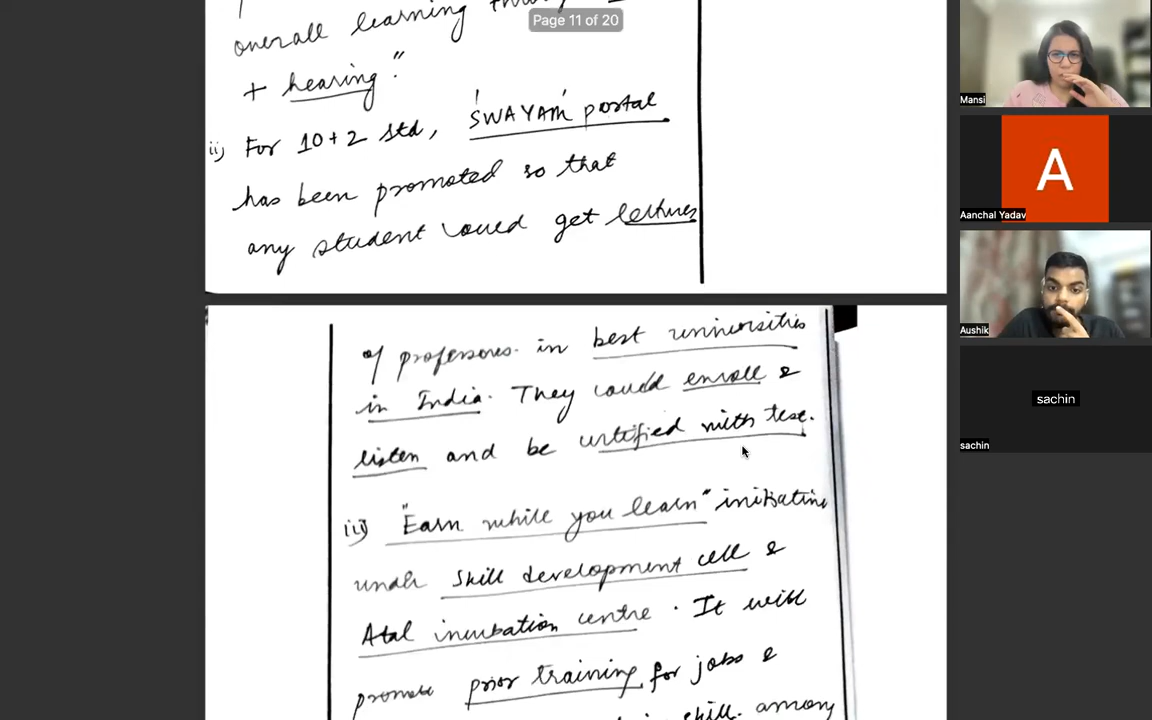 overall learning through
+ hearing"
Page 11 of 20
ii) For 10+2 std, 'SWAYAM' portal
has been promoted so that
any student could get lectures
of professors in best universities
in India. They could enroll &
listen and be certified with test.
iii) "Earn while you learn" initiative
under skill development cell &
Atal incubation centre. It will
promote prior training for jobs &
skill among
Mansi
A
Aanchal Yadav
Aushik
sachin
sachin